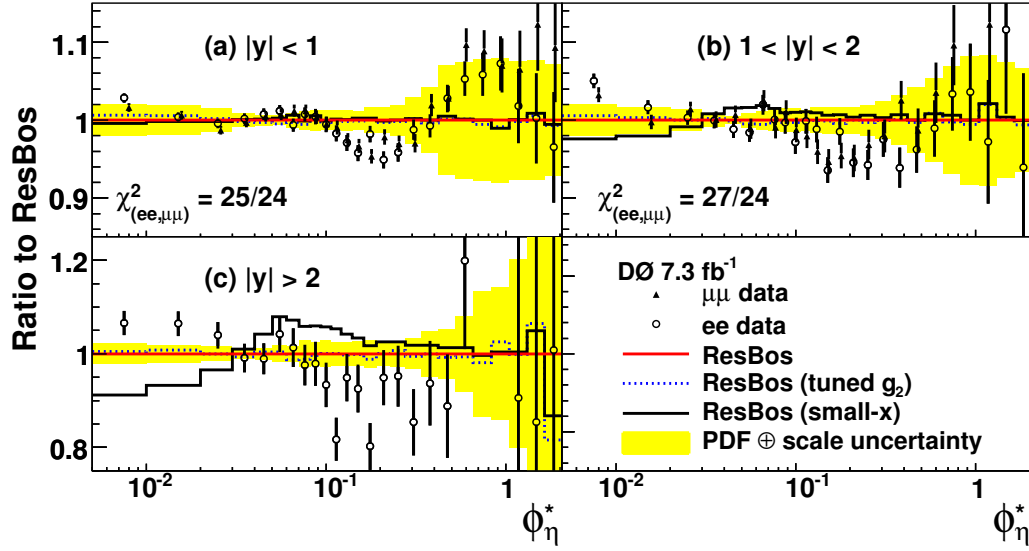 Ratio to ResBos
1.1
1
0.9
(a) |y| < 1
χ²(ee,μμ) = 25/24
(b) 1 < |y| < 2
χ²(ee,μμ) = 27/24
1.2
1
0.8
(c) |y| > 2
DØ 7.3 fb⁻¹
μμ data
ee data
ResBos
ResBos (tuned g₂)
ResBos (small-x)
PDF ⊕ scale uncertainty
10⁻² 10⁻¹ 1
10⁻² 10⁻¹ 1
ϕ*η
ϕ*η